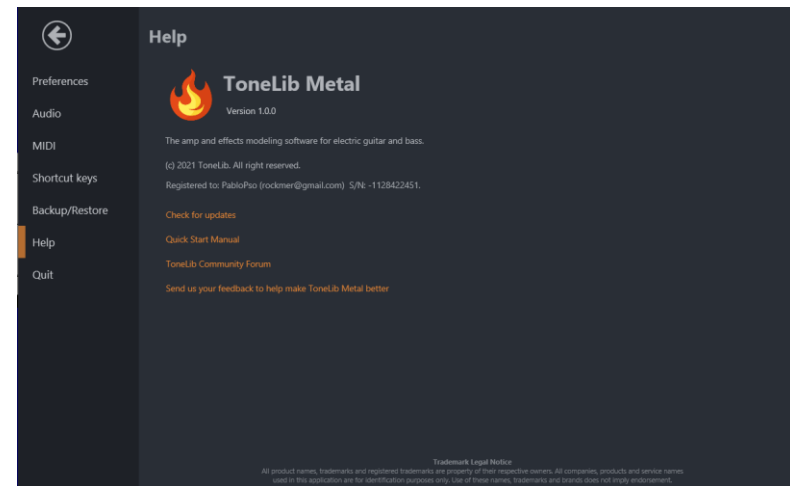 Help
Preferences
Audio
MIDI
Shortcut keys
Backup/Restore
Help
Quit
ToneLib Metal
Version 1.0.0
The amp and effects modeling software for electric guitar and bass.
(c) 2021 ToneLib. All right reserved.
Registered to: PabloPso (rockmer@gmail.com) S/N: -1128422451.
Check for updates
Quick Start Manual
ToneLib Community Forum
Send us your feedback to help make ToneLib Metal better
Trademark Legal Notice
All product names, trademarks and registered trademarks are property of their respective owners. All companies, products and service names
used in this application are for identification purposes only. Use of these names, trademarks and brands does not imply endorsement.